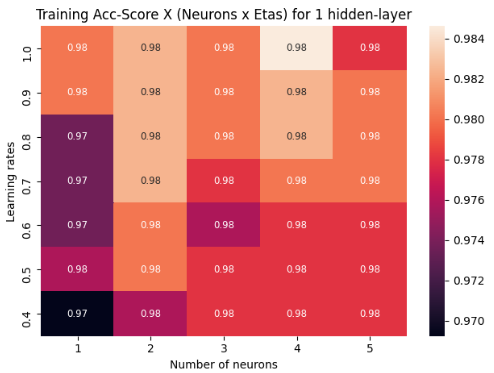 Training Acc-Score X (Neurons x Etas) for 1 hidden-layer
1.0 0.98 0.98 0.98 0.98 0.98
0.9 0.98 0.98 0.98 0.98 0.98
0.8 0.97 0.98 0.98 0.98 0.98
0.7 0.97 0.98 0.98 0.98 0.98
0.6 0.97 0.98 0.98 0.98 0.98
0.5 0.98 0.98 0.98 0.98 0.98
0.4 0.97 0.98 0.98 0.98 0.98
1 2 3 4 5
Number of neurons
Learning rates
0.984
0.982
0.980
0.978
0.976
0.974
0.972
0.970